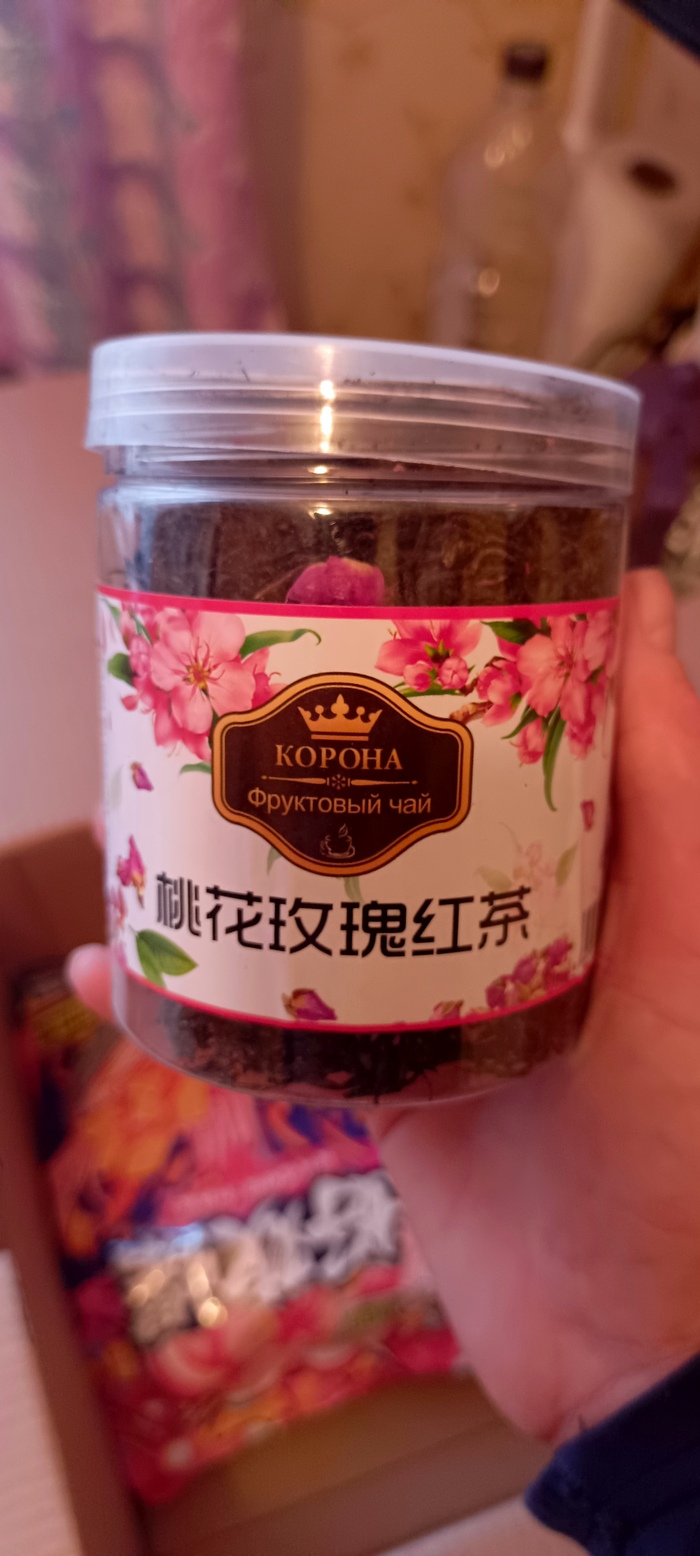 КОРОНА
Фруктовый чай
桃花玫瑰红茶